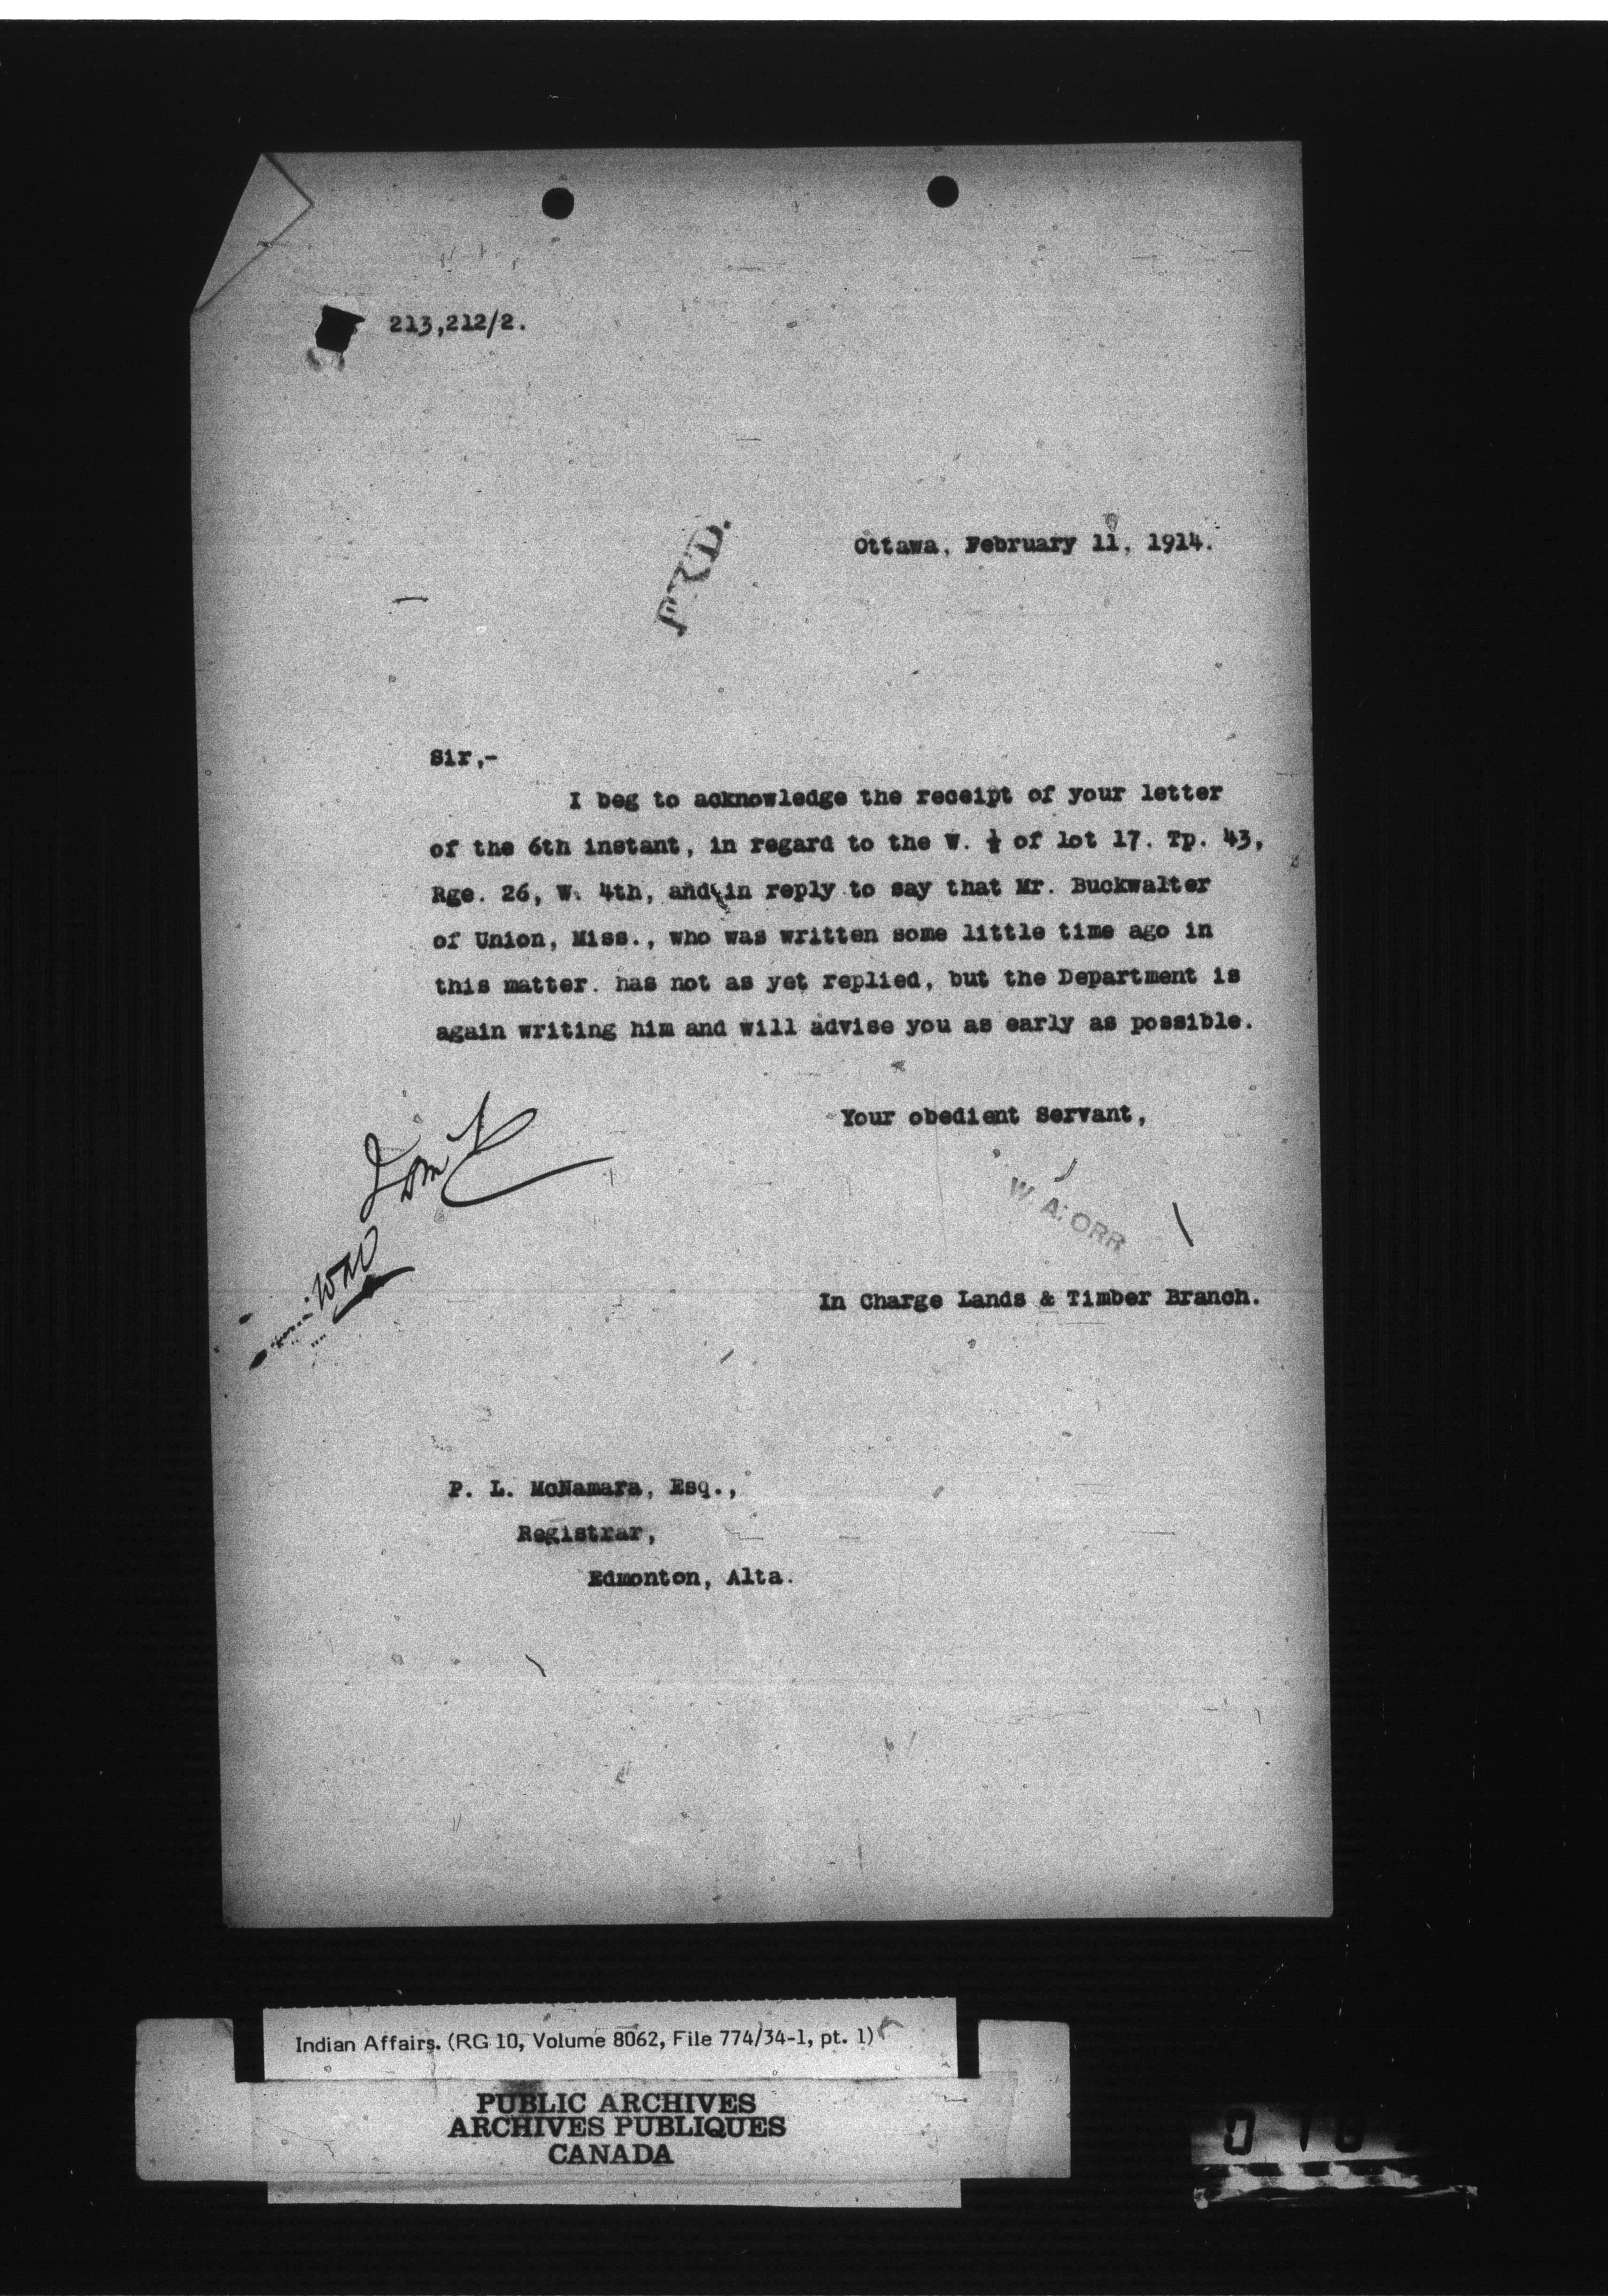 213,212/2.
Ottawa, February 11, 1914.
Sir,-
I beg to acknowledge the receipt of your letter
of the 6th instant, in regard to the W. ½ of lot 17. Tp. 43,
Rge. 26, W. 4th, and in reply to say that Mr. Buckwalter
of Union, Miss., who was written some little time ago in
this matter. has not as yet replied, but the Department is
again writing him and will advise you as early as possible.
Your obedient Servant,
W. A. ORR
In Charge Lands & Timber Branch.
P. L. McNamara, Esq.,
Registrar,
Edmonton, Alta.
Indian Affairs. (RG 10, Volume 8062, File 774/34-1, pt. 1)
PUBLIC ARCHIVES
ARCHIVES PUBLIQUES
CANADA